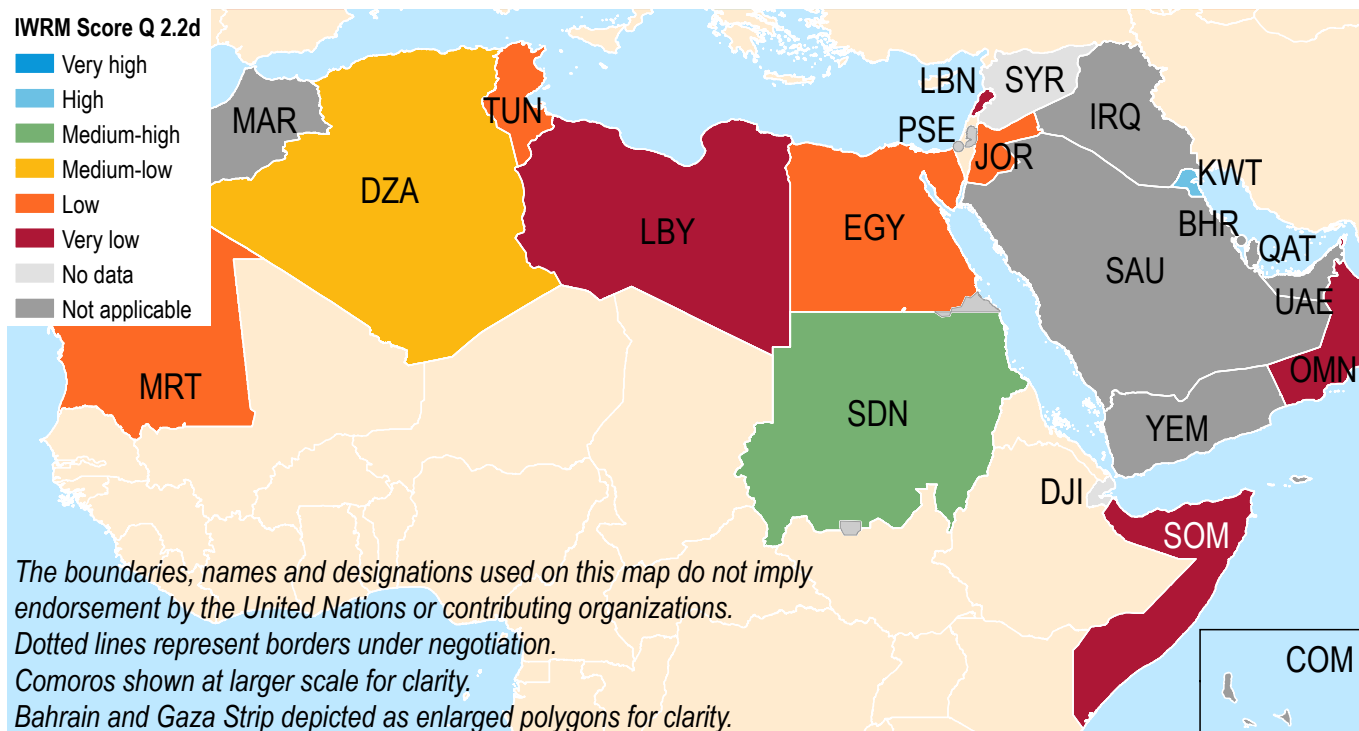 IWRM Score Q 2.2d
Very high
High
Medium-high
Medium-low
Low
Very low
No data
Not applicable
MAR
DZA
TUN
LBY
EGY
LBN
SYR
PSE
JOR
IRQ
KWT
BHR
QAT
SAU
UAE
OMN
YEM
MRT
SDN
DJI
SOM
COM
The boundaries, names and designations used on this map do not imply
endorsement by the United Nations or contributing organizations.
Dotted lines represent borders under negotiation.
Comoros shown at larger scale for clarity.
Bahrain and Gaza Strip depicted as enlarged polygons for clarity.